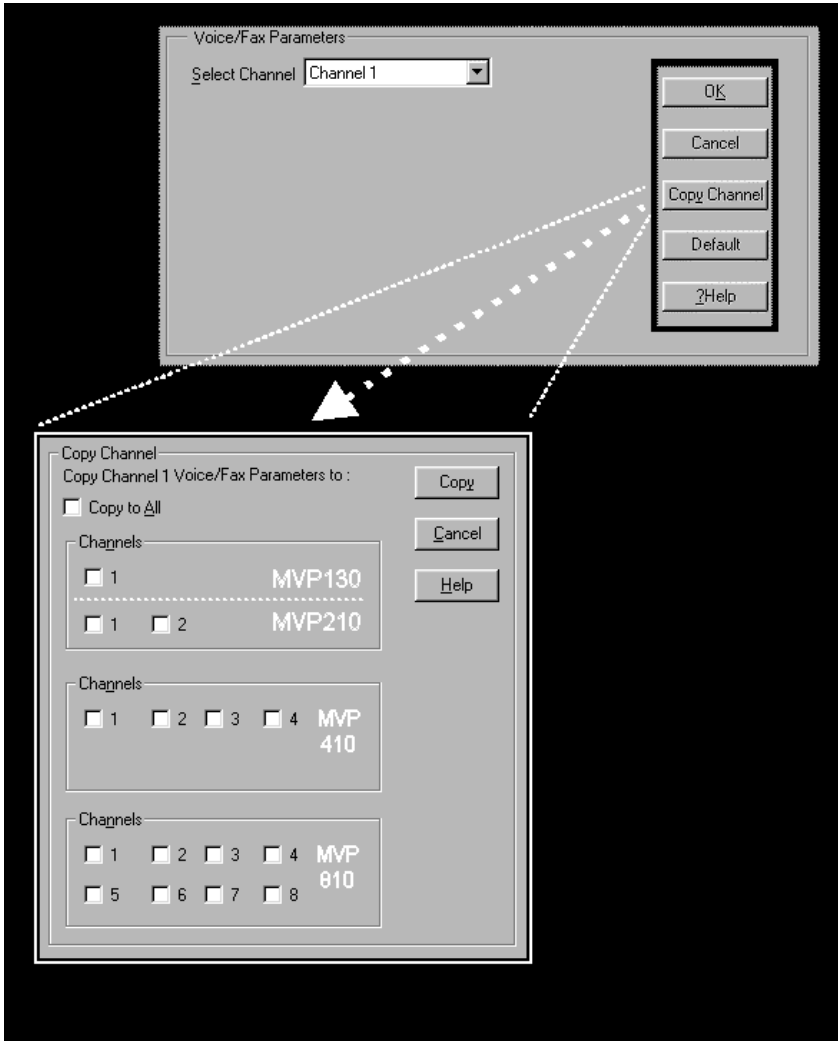 Voice/Fax Parameters
Select Channel Channel 1
OK
Cancel
Copy Channel
Default
?Help
Copy Channel
Copy Channel 1 Voice/Fax Parameters to :
Copy to All
Copy
Cancel
Help
Channels
1 MVP130
1 2 MVP210
Channels
1 2 3 4 MVP
410
Channels
1 2 3 4 MVP
810
5 6 7 8